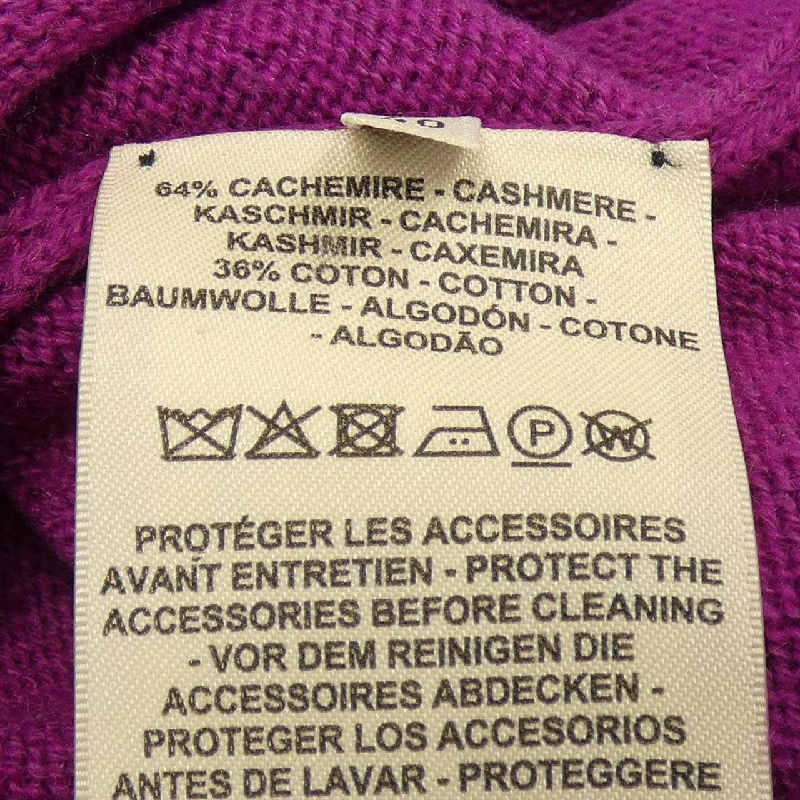 64% CACHEMIRE - CASHMERE -
KASCHMIR - CACHEMIRA -
KASHMIR - CAXEMIRA
36% COTON - COTTON -
BAUMWOLLE - ALGODÓN - COTONE
- ALGODÃO
P W
PROTÉGER LES ACCESSOIRES
AVANT ENTRETIEN - PROTECT THE
ACCESSORIES BEFORE CLEANING
- VOR DEM REINIGEN DIE
ACCESSOIRES ABDECKEN -
PROTEGER LOS ACCESORIOS
ANTES DE LAVAR - PROTEGGERE